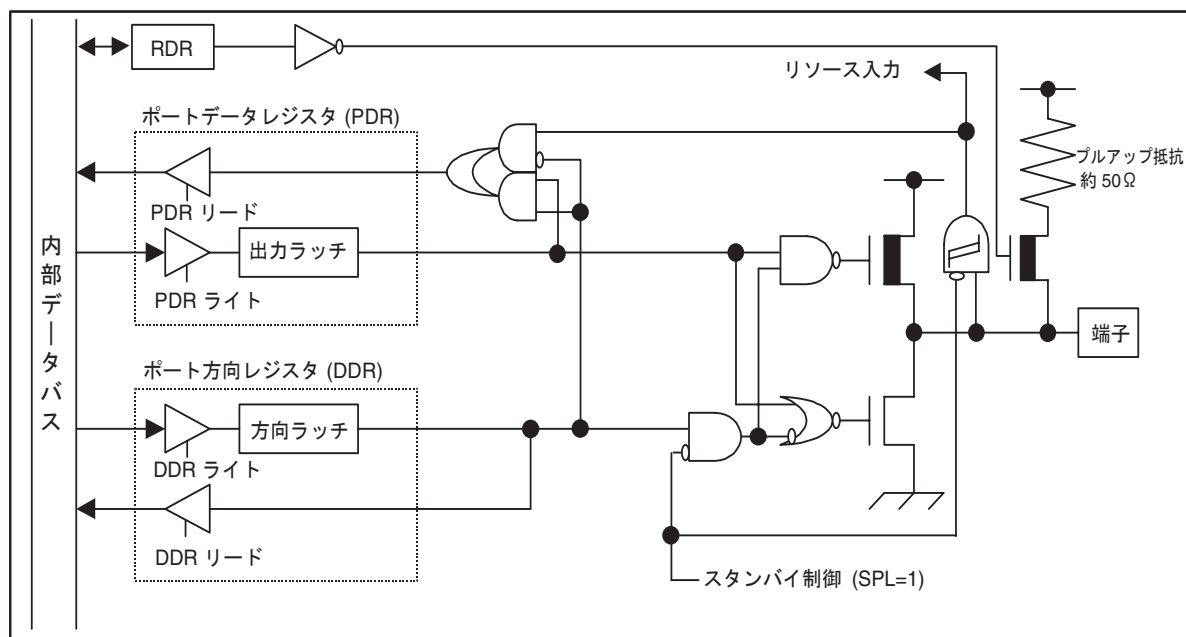 RDR
リソース入力
ポートデータレジスタ (PDR)
プルアップ抵抗
約 50Ω
PDR リード
出力ラッチ
PDR ライト
内部データバス
端子
ポート方向レジスタ (DDR)
方向ラッチ
DDR ライト
DDR リード
スタンバイ制御 (SPL=1)